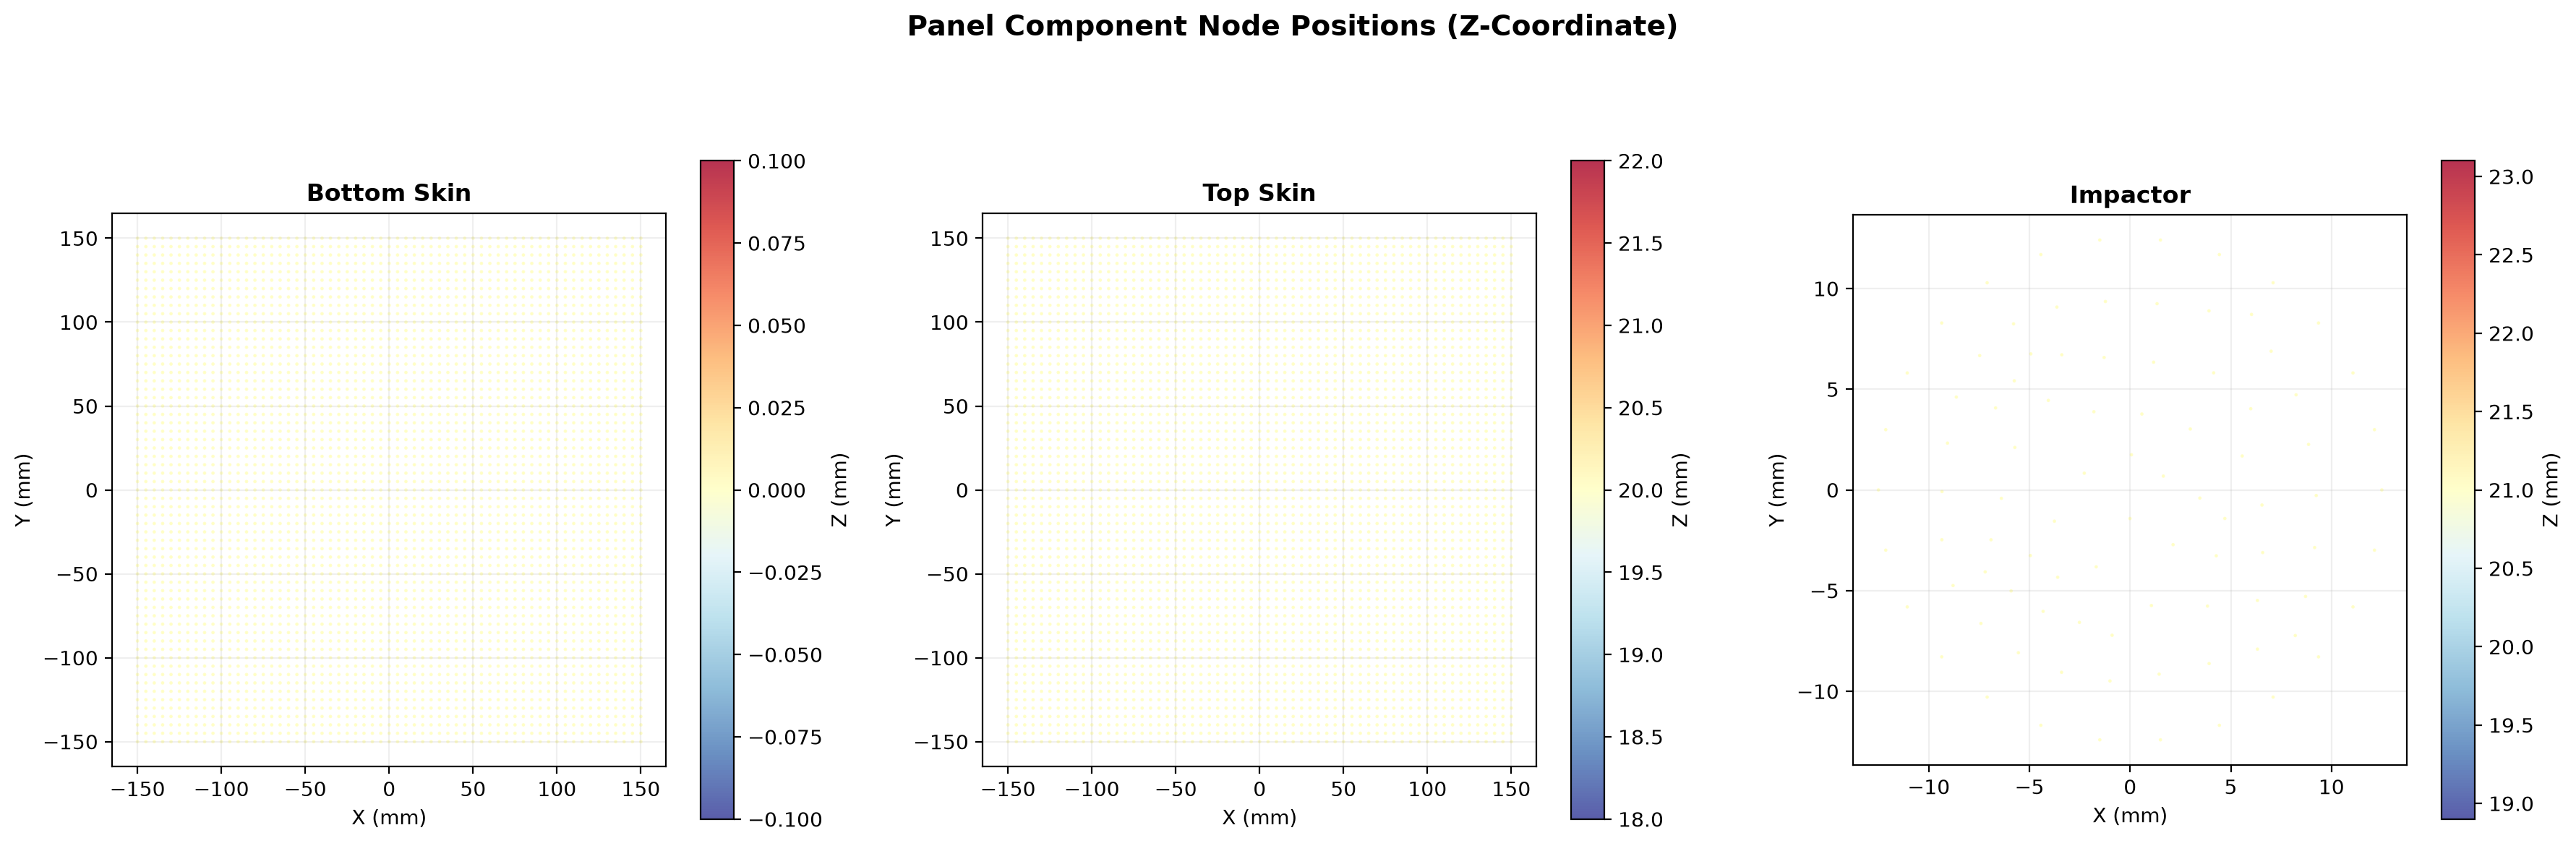 Panel Component Node Positions (Z-Coordinate)
Bottom Skin
150
100
50
0
−50
−100
−150
−150 −100 −50 0 50 100 150
X (mm)
Y (mm)
0.100
0.075
0.050
0.025
0.000
−0.025
−0.050
−0.075
−0.100
Z (mm)
Top Skin
150
100
50
0
−50
−100
−150
−150 −100 −50 0 50 100 150
X (mm)
Y (mm)
22.0
21.5
21.0
20.5
20.0
19.5
19.0
18.5
18.0
Z (mm)
Impactor
10
5
0
−5
−10
−10 −5 0 5 10
X (mm)
Y (mm)
23.0
22.5
22.0
21.5
21.0
20.5
20.0
19.5
19.0
Z (mm)